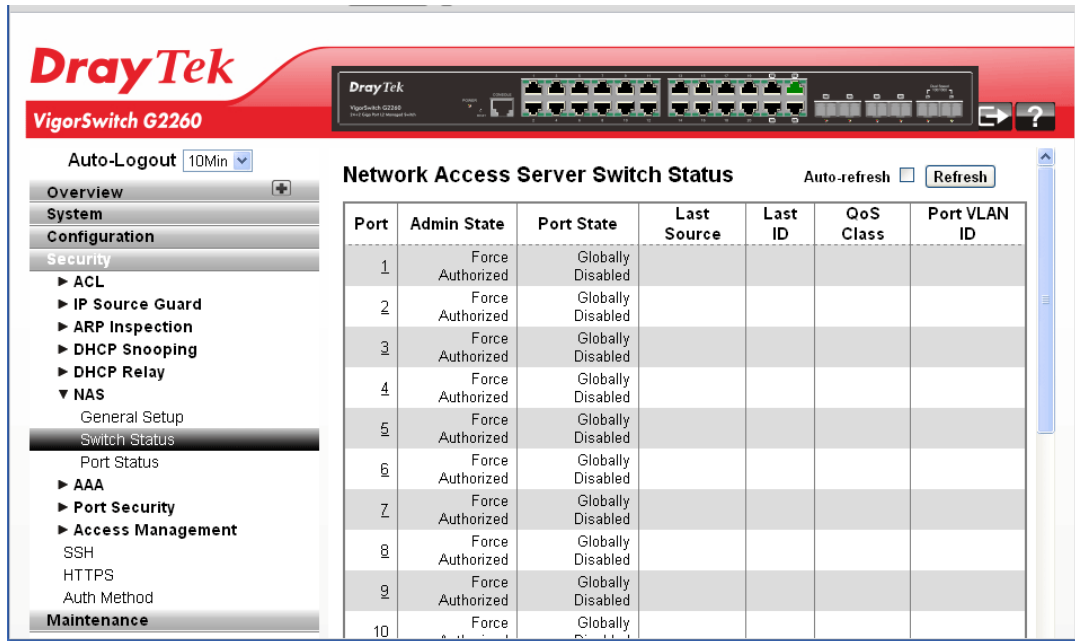 DrayTek
VigorSwitch G2260
DrayTek
VigorSwitch G2260
Auto-Logout 10Min
Overview
System
Configuration
Security
ACL
IP Source Guard
ARP Inspection
DHCP Snooping
DHCP Relay
NAS
General Setup
Switch Status
Port Status
AAA
Port Security
Access Management
SSH
HTTPS
Auth Method
Maintenance
Network Access Server Switch Status
Auto-refresh Refresh
Port Admin State Port State Last Source Last ID QoS Class Port VLAN ID
1 Force Authorized Globally Disabled
2 Force Authorized Globally Disabled
3 Force Authorized Globally Disabled
4 Force Authorized Globally Disabled
5 Force Authorized Globally Disabled
6 Force Authorized Globally Disabled
7 Force Authorized Globally Disabled
8 Force Authorized Globally Disabled
9 Force Authorized Globally Disabled
10 Force Globally